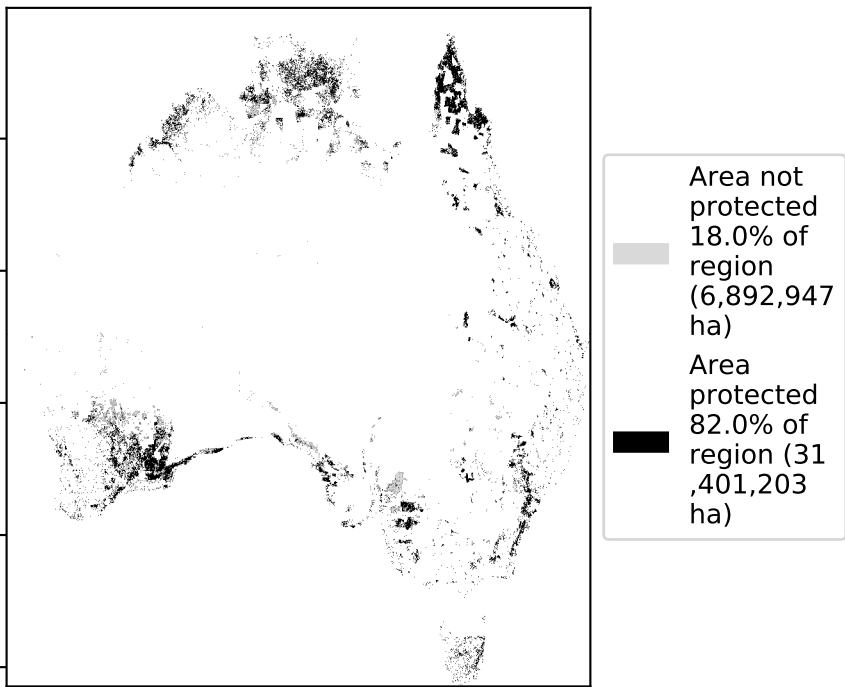 Area not
protected
18.0% of
region
(6,892,947
ha)
Area
protected
82.0% of
region (31
,401,203
ha)